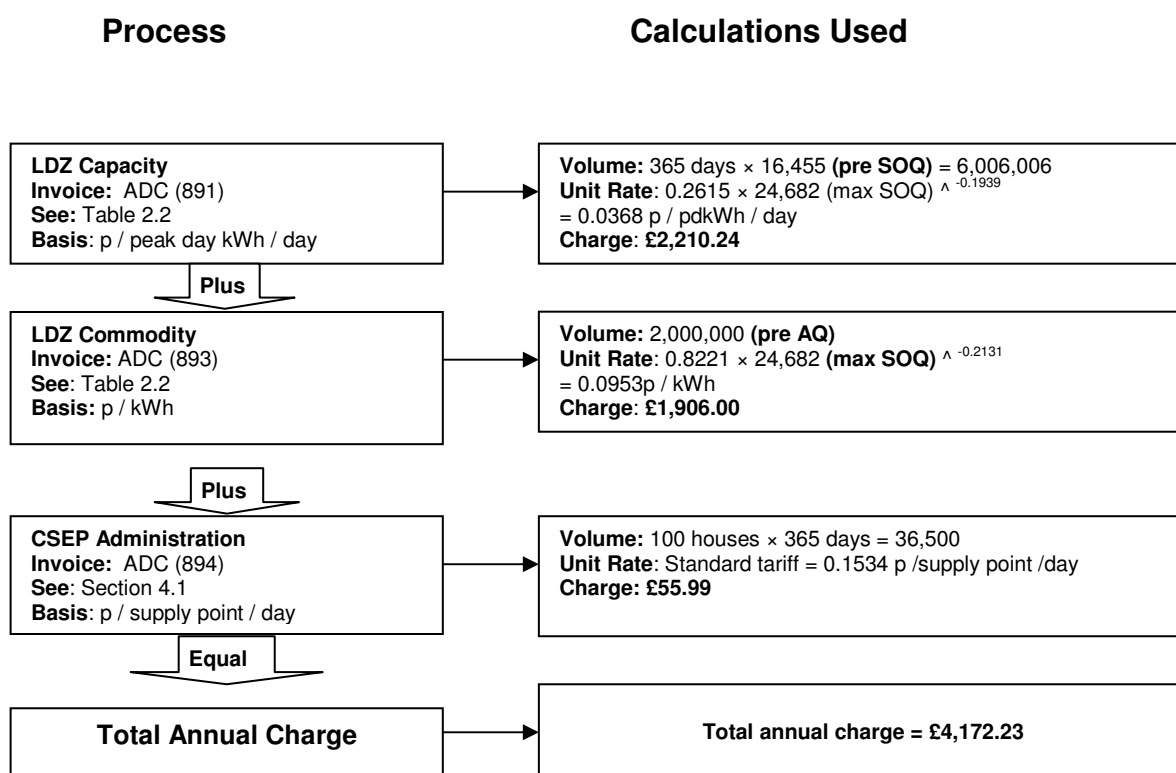 Process
Calculations Used
LDZ Capacity
Invoice: ADC (891)
See: Table 2.2
Basis: p / peak day kWh / day
Volume: 365 days × 16,455 (pre SOQ) = 6,006,006
Unit Rate: 0.2615 × 24,682 (max SOQ) ^ -0.1939
= 0.0368 p / pdkWh / day
Charge: £2,210.24
Plus
LDZ Commodity
Invoice: ADC (893)
See: Table 2.2
Basis: p / kWh
Volume: 2,000,000 (pre AQ)
Unit Rate: 0.8221 × 24,682 (max SOQ) ^ -0.2131
= 0.0953p / kWh
Charge: £1,906.00
Plus
CSEP Administration
Invoice: ADC (894)
See: Section 4.1
Basis: p / supply point / day
Volume: 100 houses × 365 days = 36,500
Unit Rate: Standard tariff = 0.1534 p /supply point /day
Charge: £55.99
Equal
Total Annual Charge
Total annual charge = £4,172.23